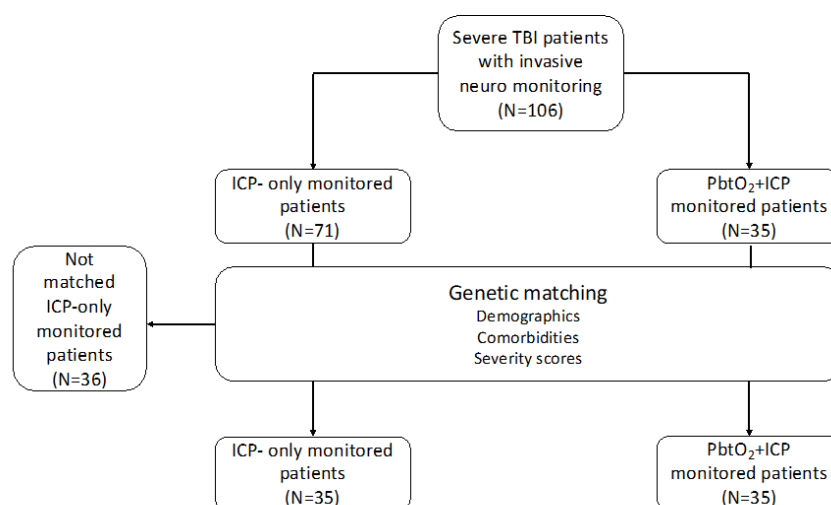 Severe TBI patients
with invasive
neuro monitoring
(N=106)
ICP- only monitored
patients
(N=71)
PbtO₂+ICP
monitored patients
(N=35)
Not
matched
ICP-only
monitored
patients
(N=36)
Genetic matching
Demographics
Comorbidities
Severity scores
ICP- only monitored
patients
(N=35)
PbtO₂+ICP
monitored patients
(N=35)